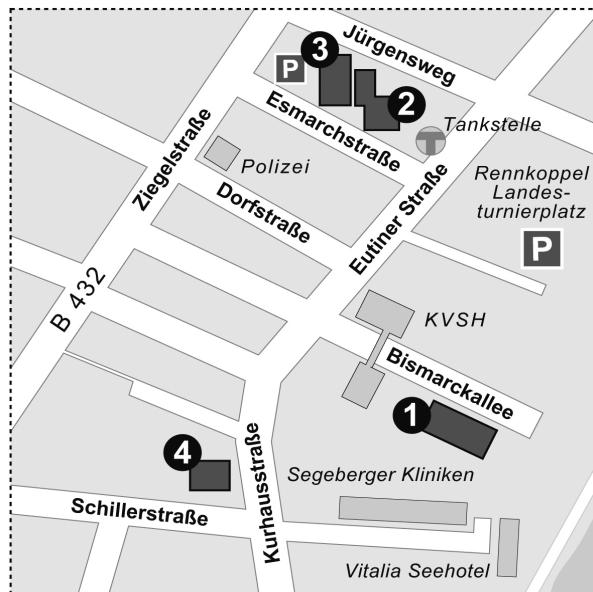 Jürgensweg
3
P
2
Esmarchstraße
Tankstelle
Ziegelstraße
Polizei
Rennkoppel
Landes-
turnierplatz
Dorfstraße
Eutiner Straße
P
B 432
KVSH
Bismarckallee
1
Kurhausstraße
4
Segeberger Kliniken
Schillerstraße
Vitalia Seehotel